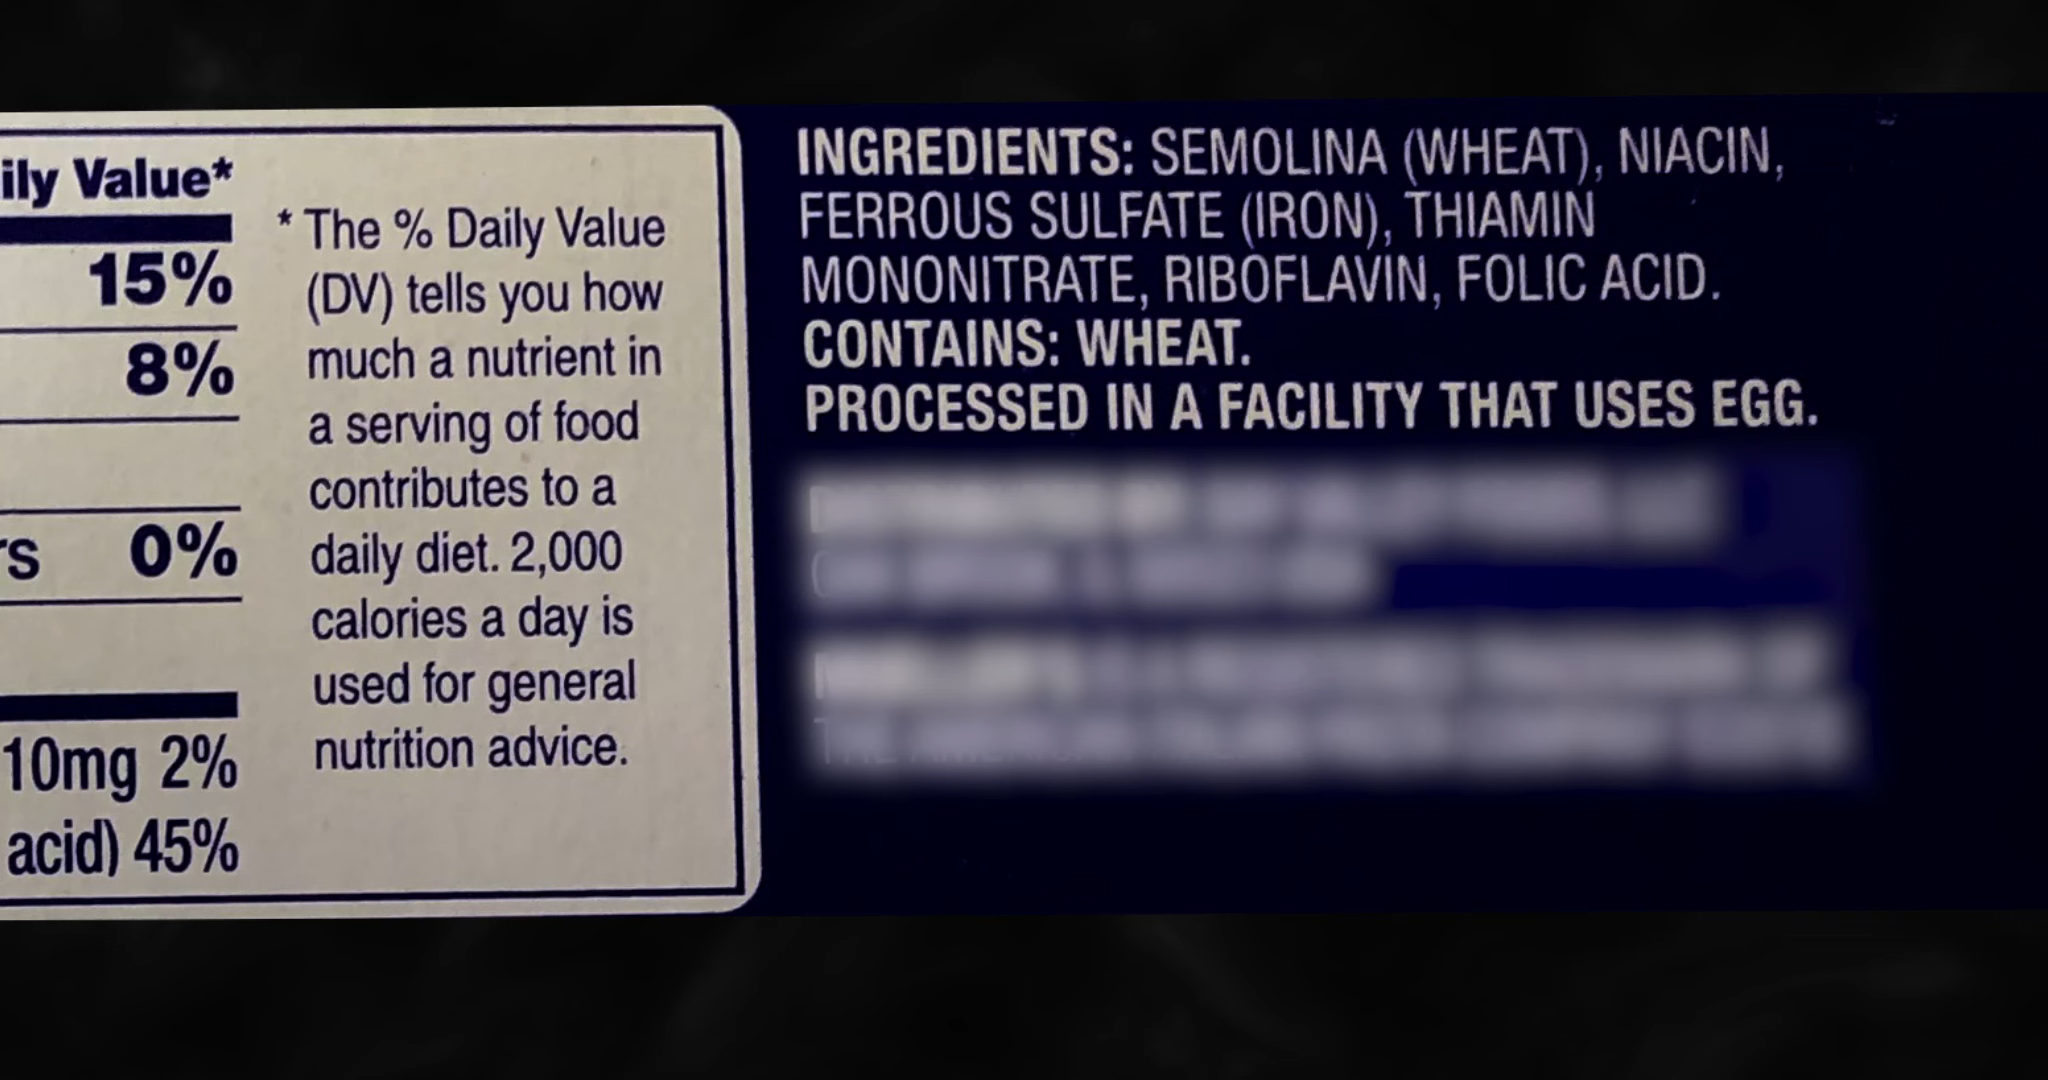 ily Value*
15%
8%
rs 0%
10mg 2%
acid) 45%
* The % Daily Value
(DV) tells you how
much a nutrient in
a serving of food
contributes to a
daily diet. 2,000
calories a day is
used for general
nutrition advice.
INGREDIENTS: SEMOLINA (WHEAT), NIACIN,
FERROUS SULFATE (IRON), THIAMIN
MONONITRATE, RIBOFLAVIN, FOLIC ACID.
CONTAINS: WHEAT.
PROCESSED IN A FACILITY THAT USES EGG.